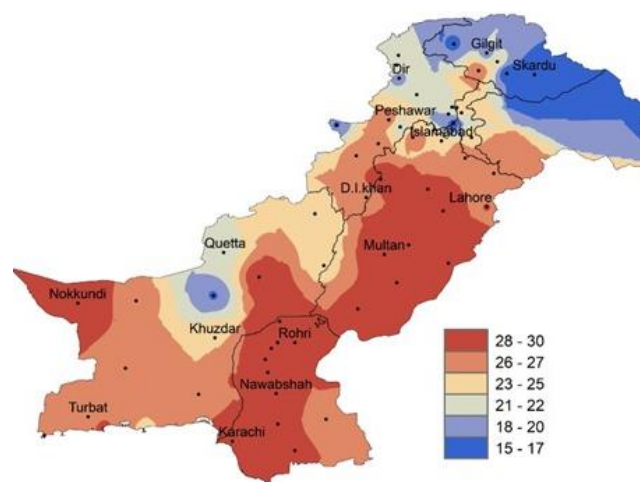 Gilgit
Skardu
Dir
Peshawar
Islamabad
D.I.khan
Lahore
Quetta
Multan
Nokkundi
Khuzdar
Rohri
Nawabshah
Turbat
Karachi
28 - 30
26 - 27
23 - 25
21 - 22
18 - 20
15 - 17